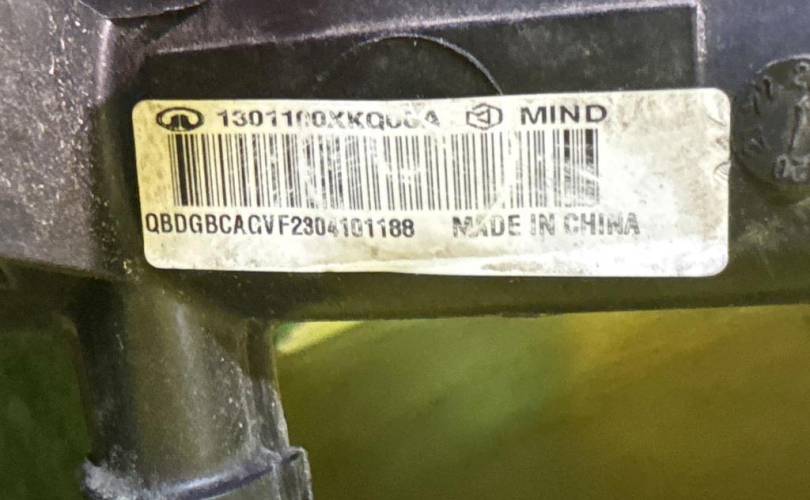 1301100XKQ00A MIND
QBDGBCACVF2304101188 MADE IN CHINA